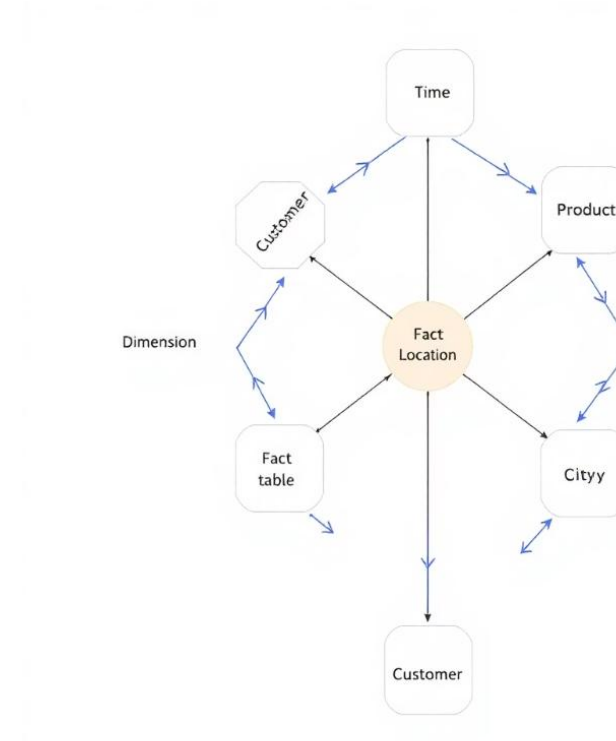 Time
Customer
Product
Fact
Location
Dimension
Fact
table
Cityy
Customer